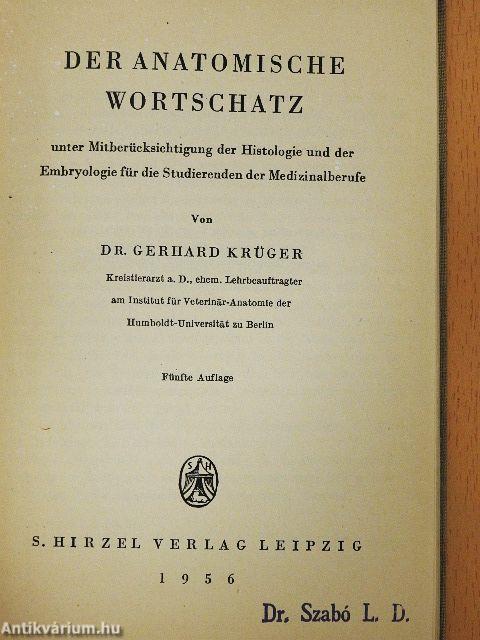 DER ANATOMISCHE
WORTSCHATZ
unter Mitberücksichtigung der Histologie und der
Embryologie für die Studierenden der Medizinalberufe
Von
DR. GERHARD KRÜGER
Kreistierarzt a. D., ehem. Lehrbeauftragter
am Institut für Veterinär-Anatomie der
Humboldt-Universität zu Berlin
Fünfte Auflage
S H
S. HIRZEL VERLAG LEIPZIG
1956
Dr. Szabó L. D.
Antikvárium.hu